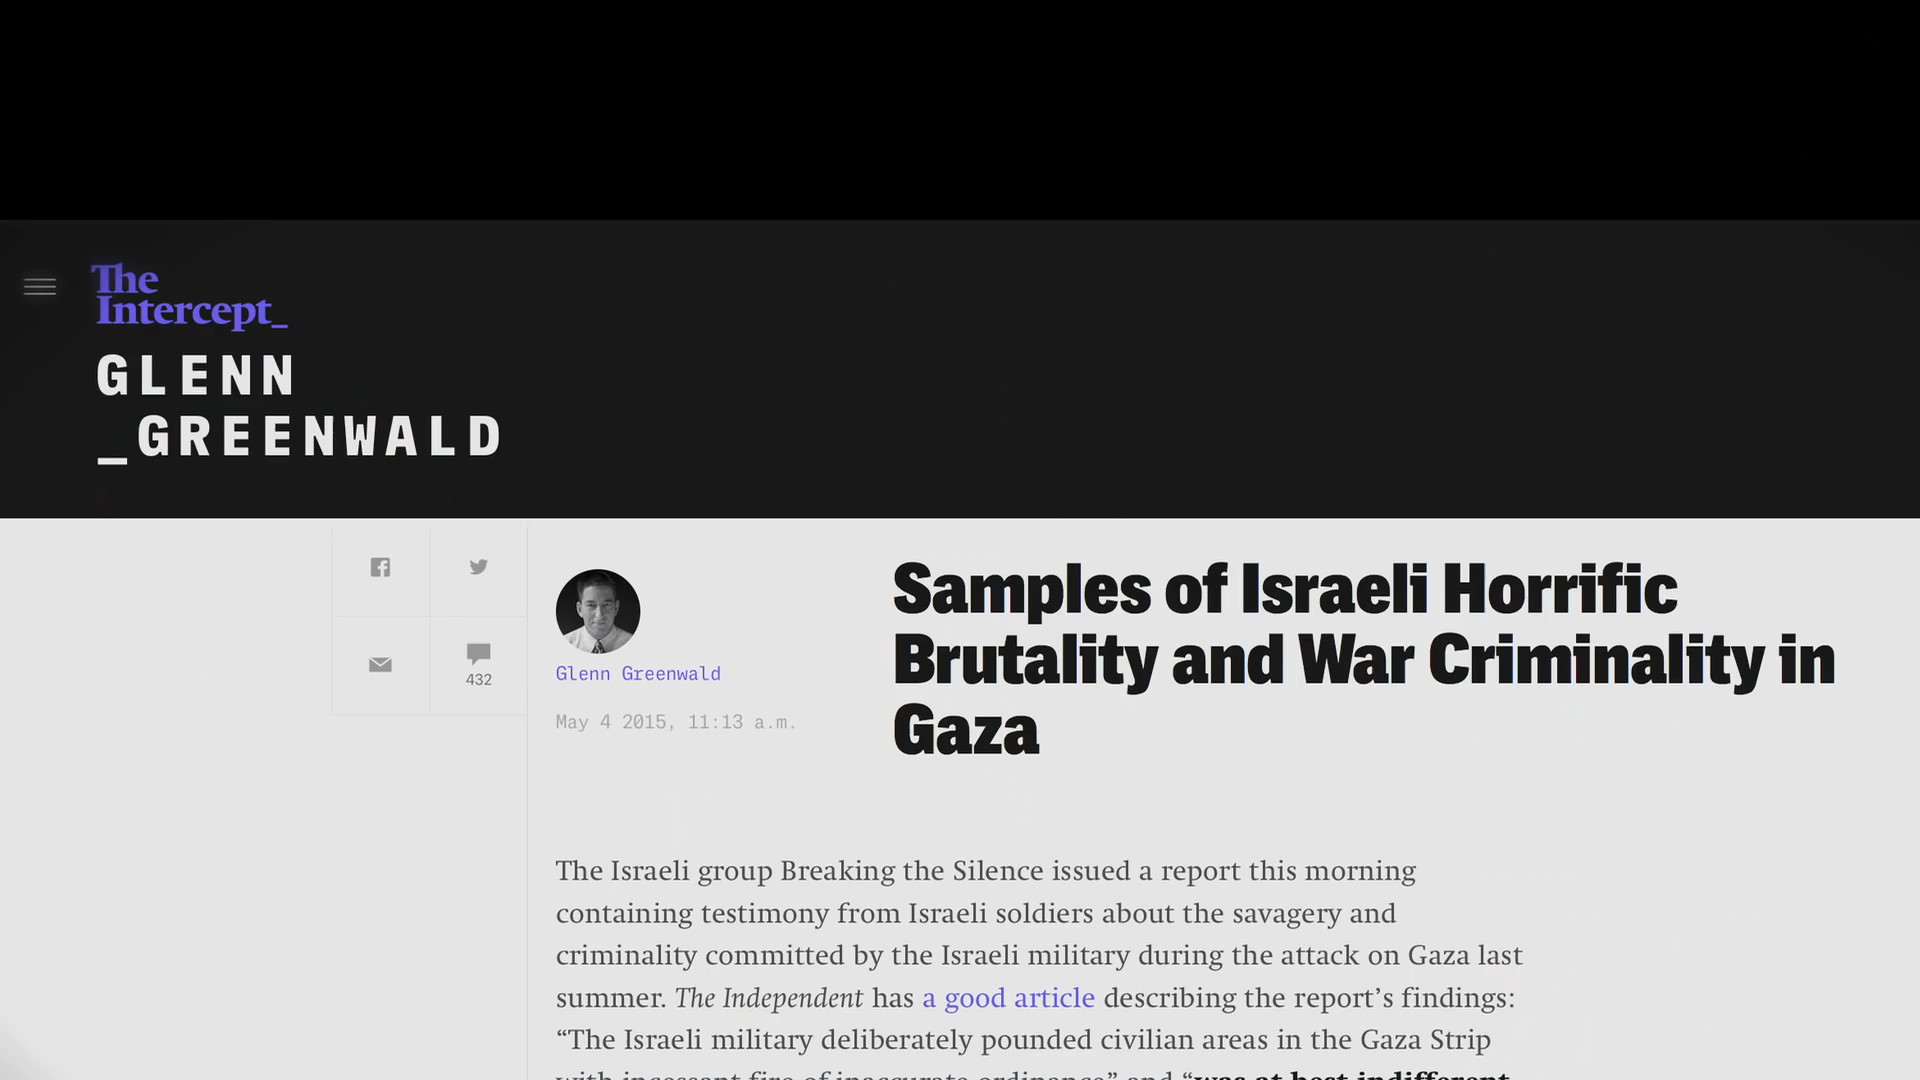 The
Intercept_
GLENN
_GREENWALD
432
Glenn Greenwald
May 4 2015, 11:13 a.m.
Samples of Israeli Horrific
Brutality and War Criminality in
Gaza
The Israeli group Breaking the Silence issued a report this morning
containing testimony from Israeli soldiers about the savagery and
criminality committed by the Israeli military during the attack on Gaza last
summer. The Independent has a good article describing the report’s findings:
“The Israeli military deliberately pounded civilian areas in the Gaza Strip
with incessant fire of inaccurate ordinance” and “was at best indifferent